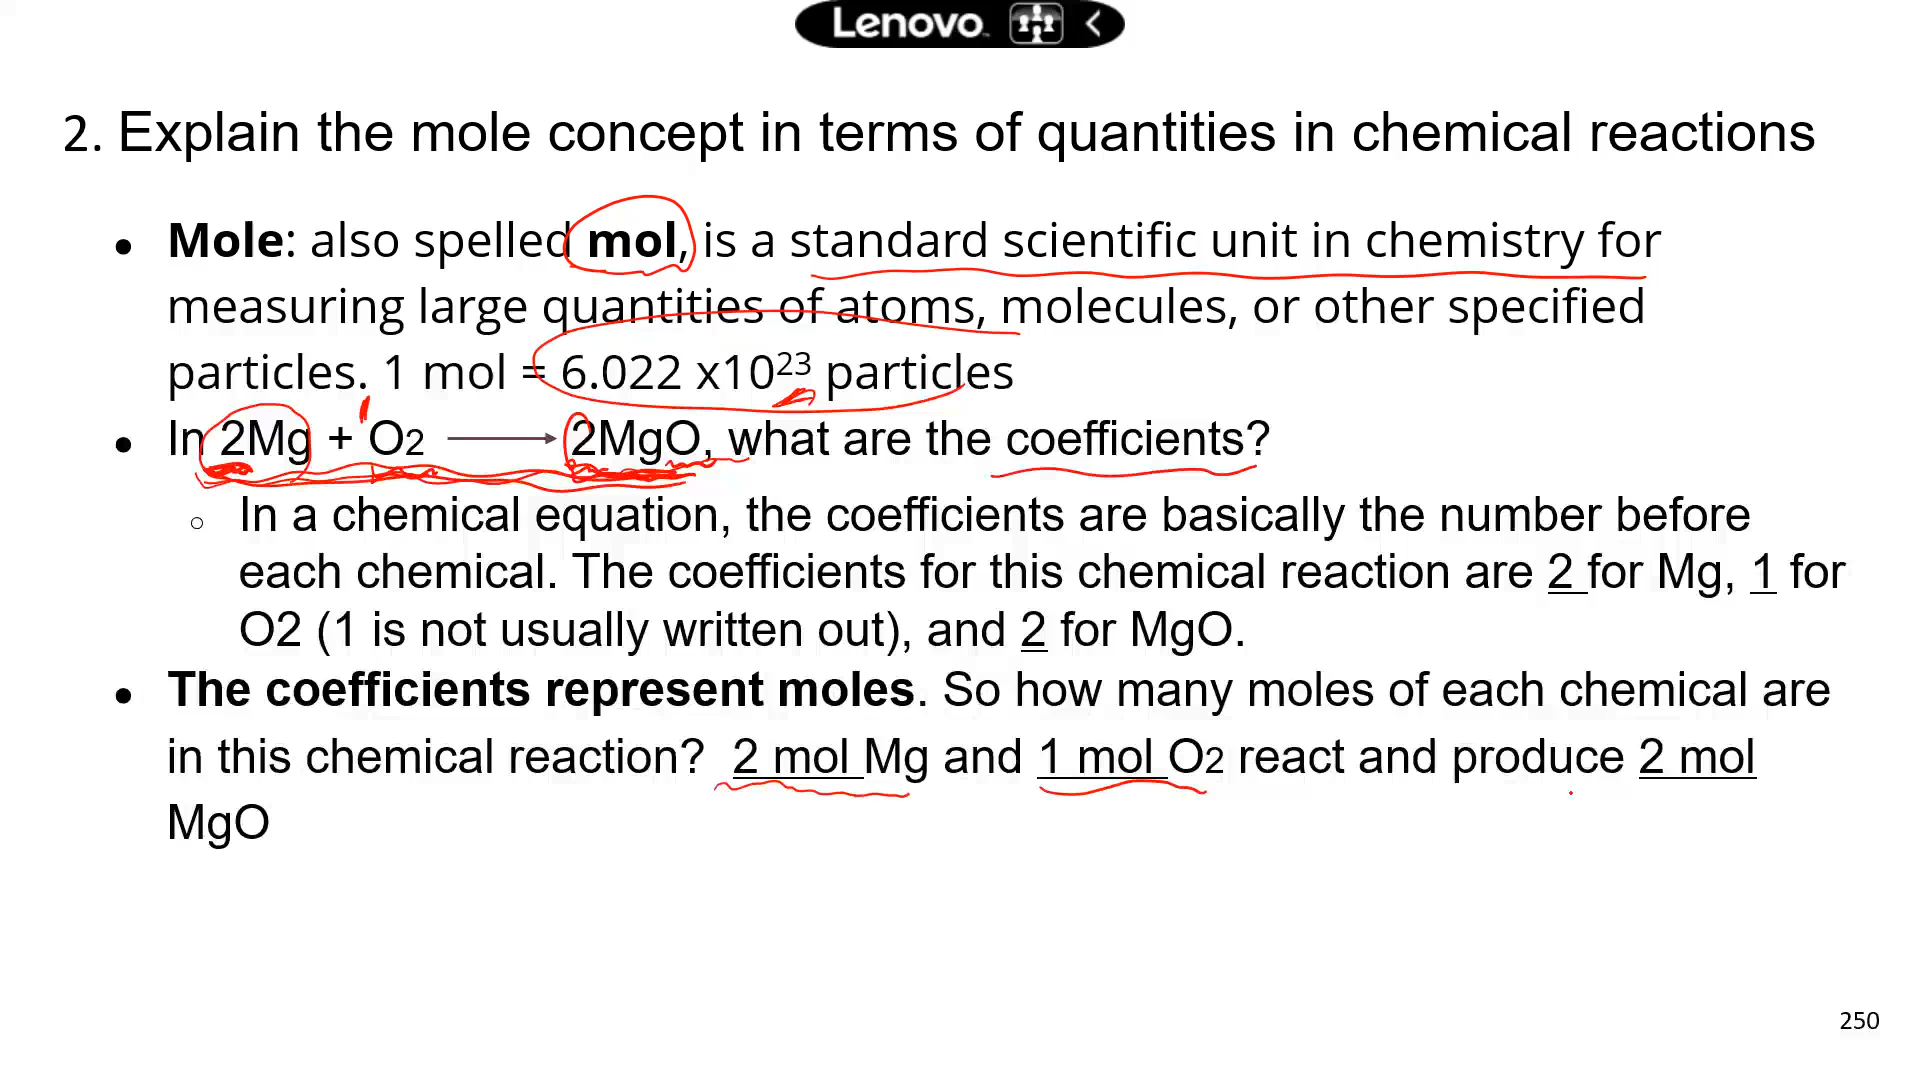 Lenovo
2. Explain the mole concept in terms of quantities in chemical reactions
● Mole: also spelled mol, is a standard scientific unit in chemistry for
measuring large quantities of atoms, molecules, or other specified
particles. 1 mol = 6.022 x10²³ particles
1
● In 2Mg + O2 ⟶ 2MgO, what are the coefficients?
○ In a chemical equation, the coefficients are basically the number before
each chemical. The coefficients for this chemical reaction are 2 for Mg, 1 for
O2 (1 is not usually written out), and 2 for MgO.
● The coefficients represent moles. So how many moles of each chemical are
in this chemical reaction? 2 mol Mg and 1 mol O2 react and produce 2 mol
MgO
250